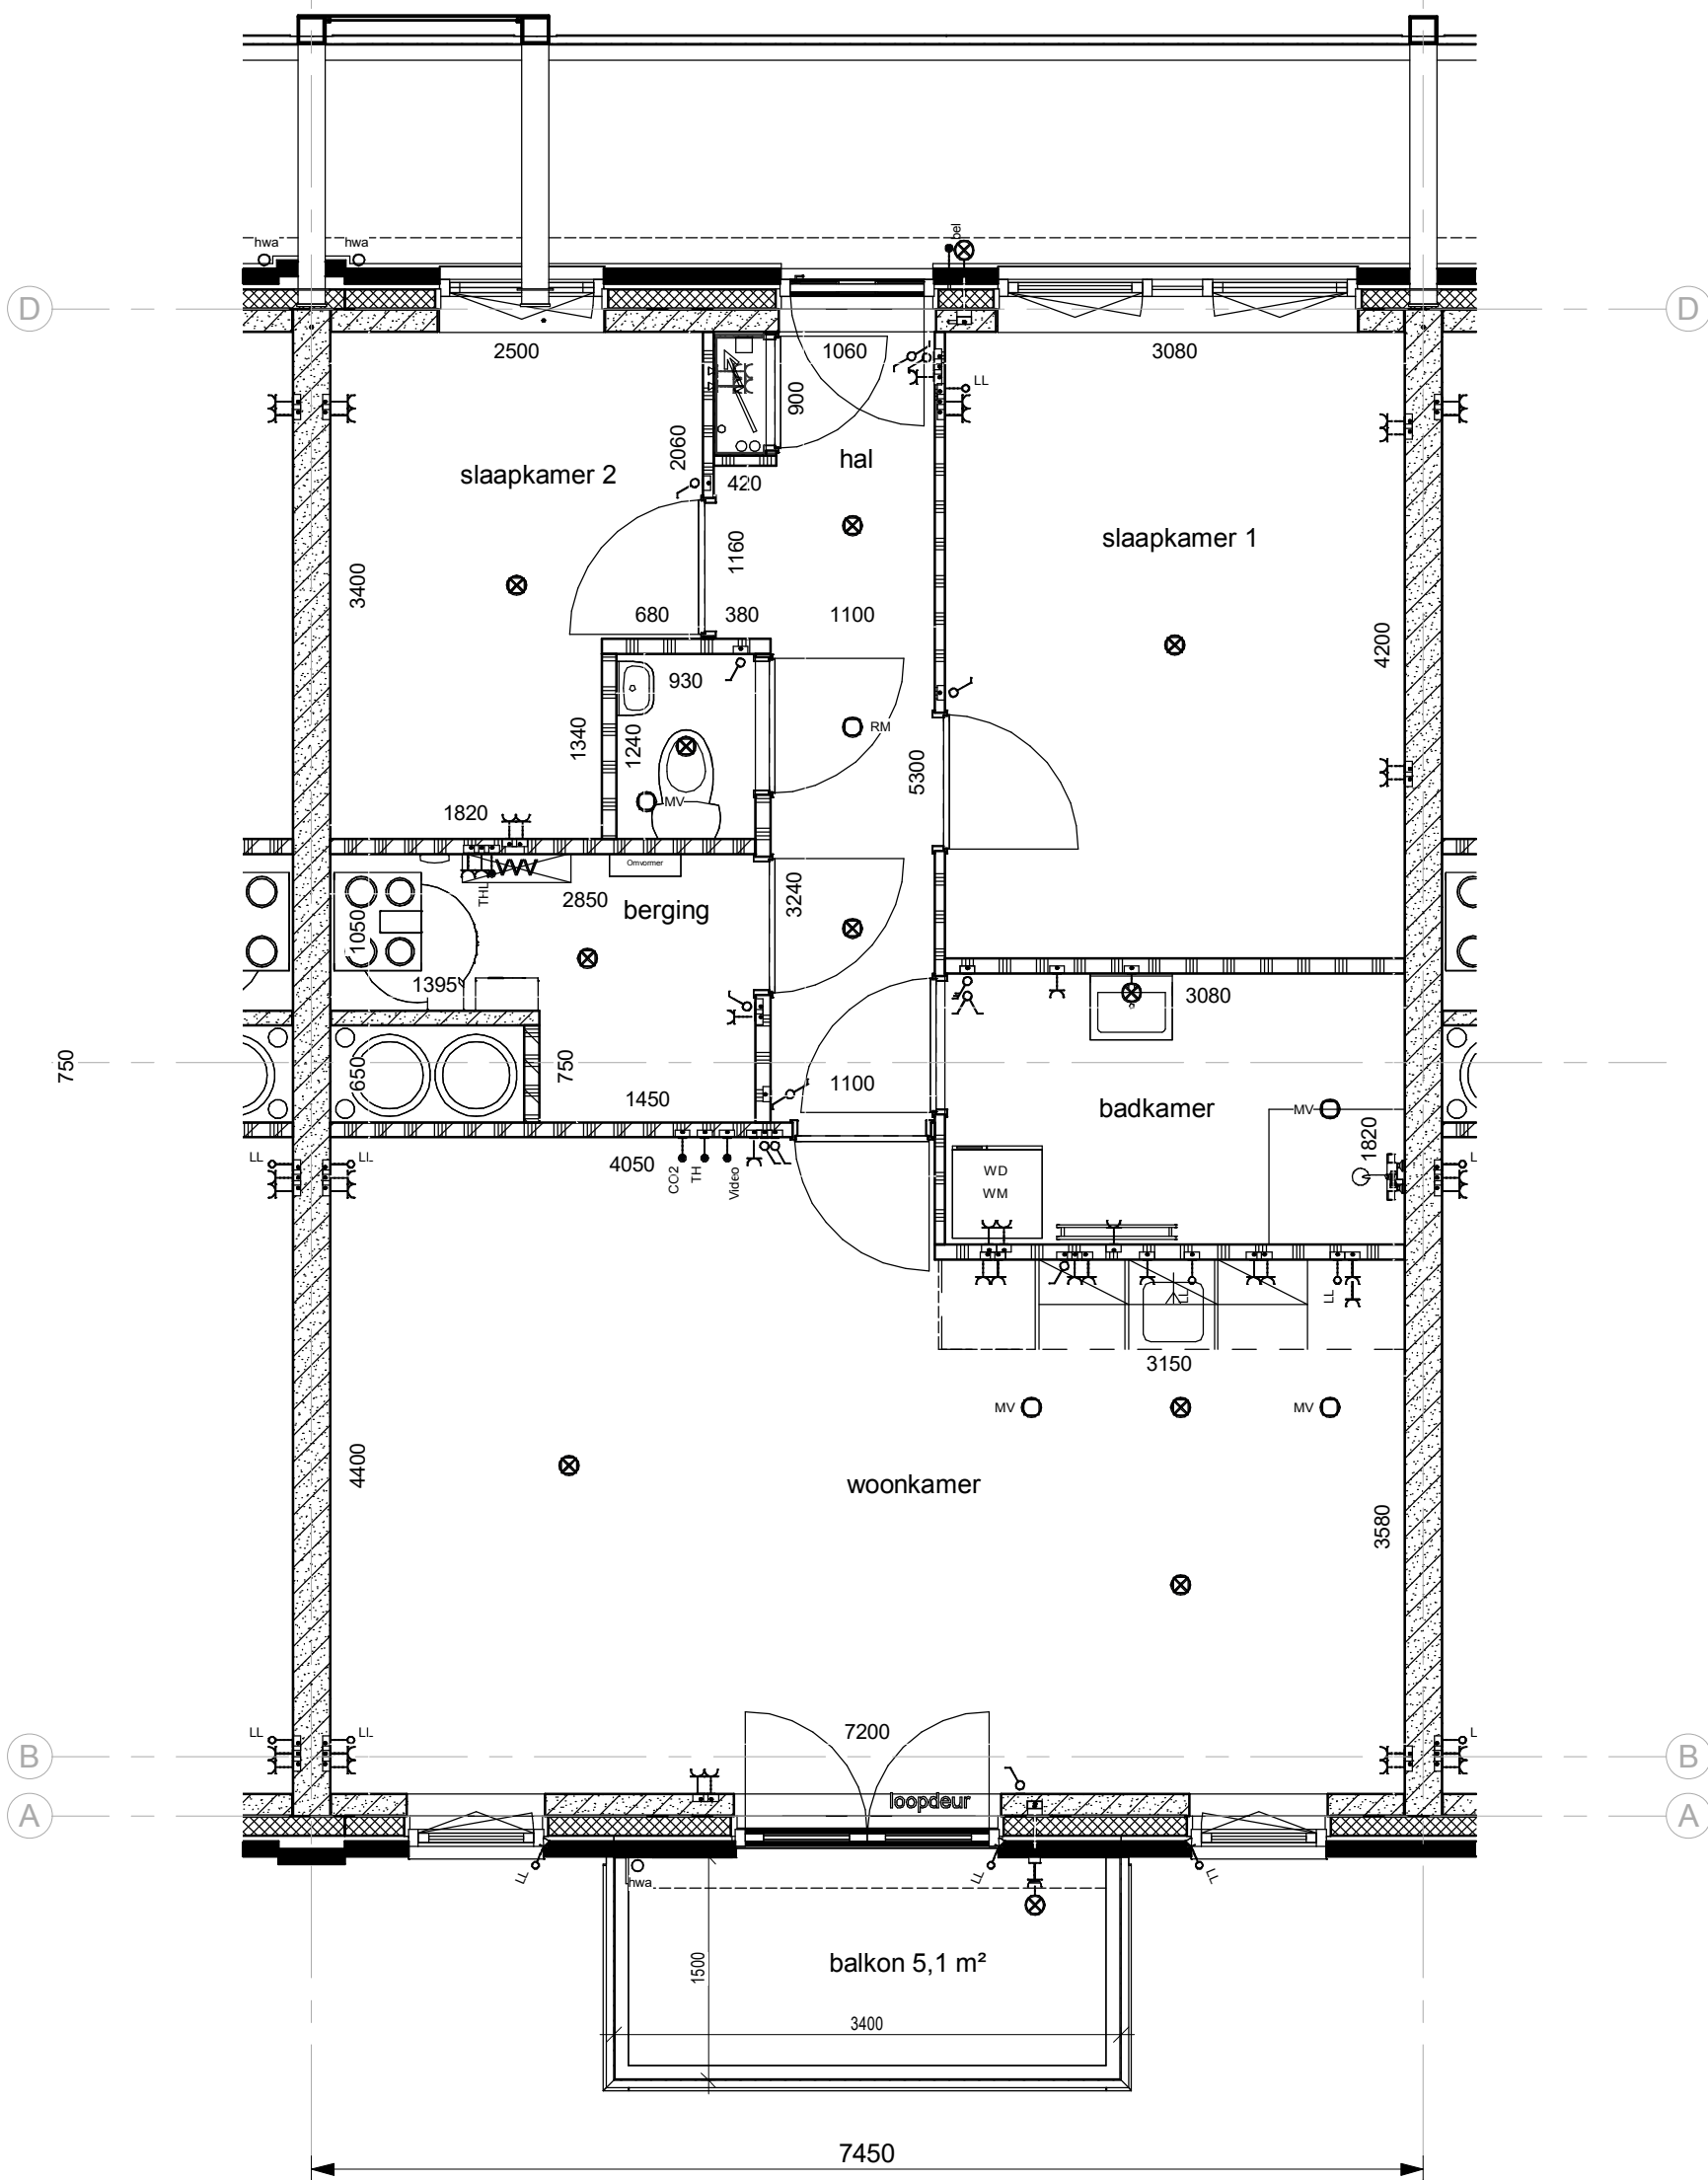 bel
hwa
hwa
D
D
2500
1060
3080
LL
900
2060
hal
slaapkamer 2
420
slaapkamer 1
1160
3400
680
380
1100
4200
930
RM
1340
1240
5300
MV
1820
Omvormer
THL
2850
berging
3240
1050
1395
3080
750
650
750
1450
1100
badkamer
MV
1820
LL
LL
4050
CO2
TH
Video
WD
WM
L
LL
LL
3150
MV
MV
4400
woonkamer
3580
LL
LL
7200
L
B
B
loopdeur
A
A
LL
hwa
LL
LL
1500
balkon 5,1 m²
3400
7450